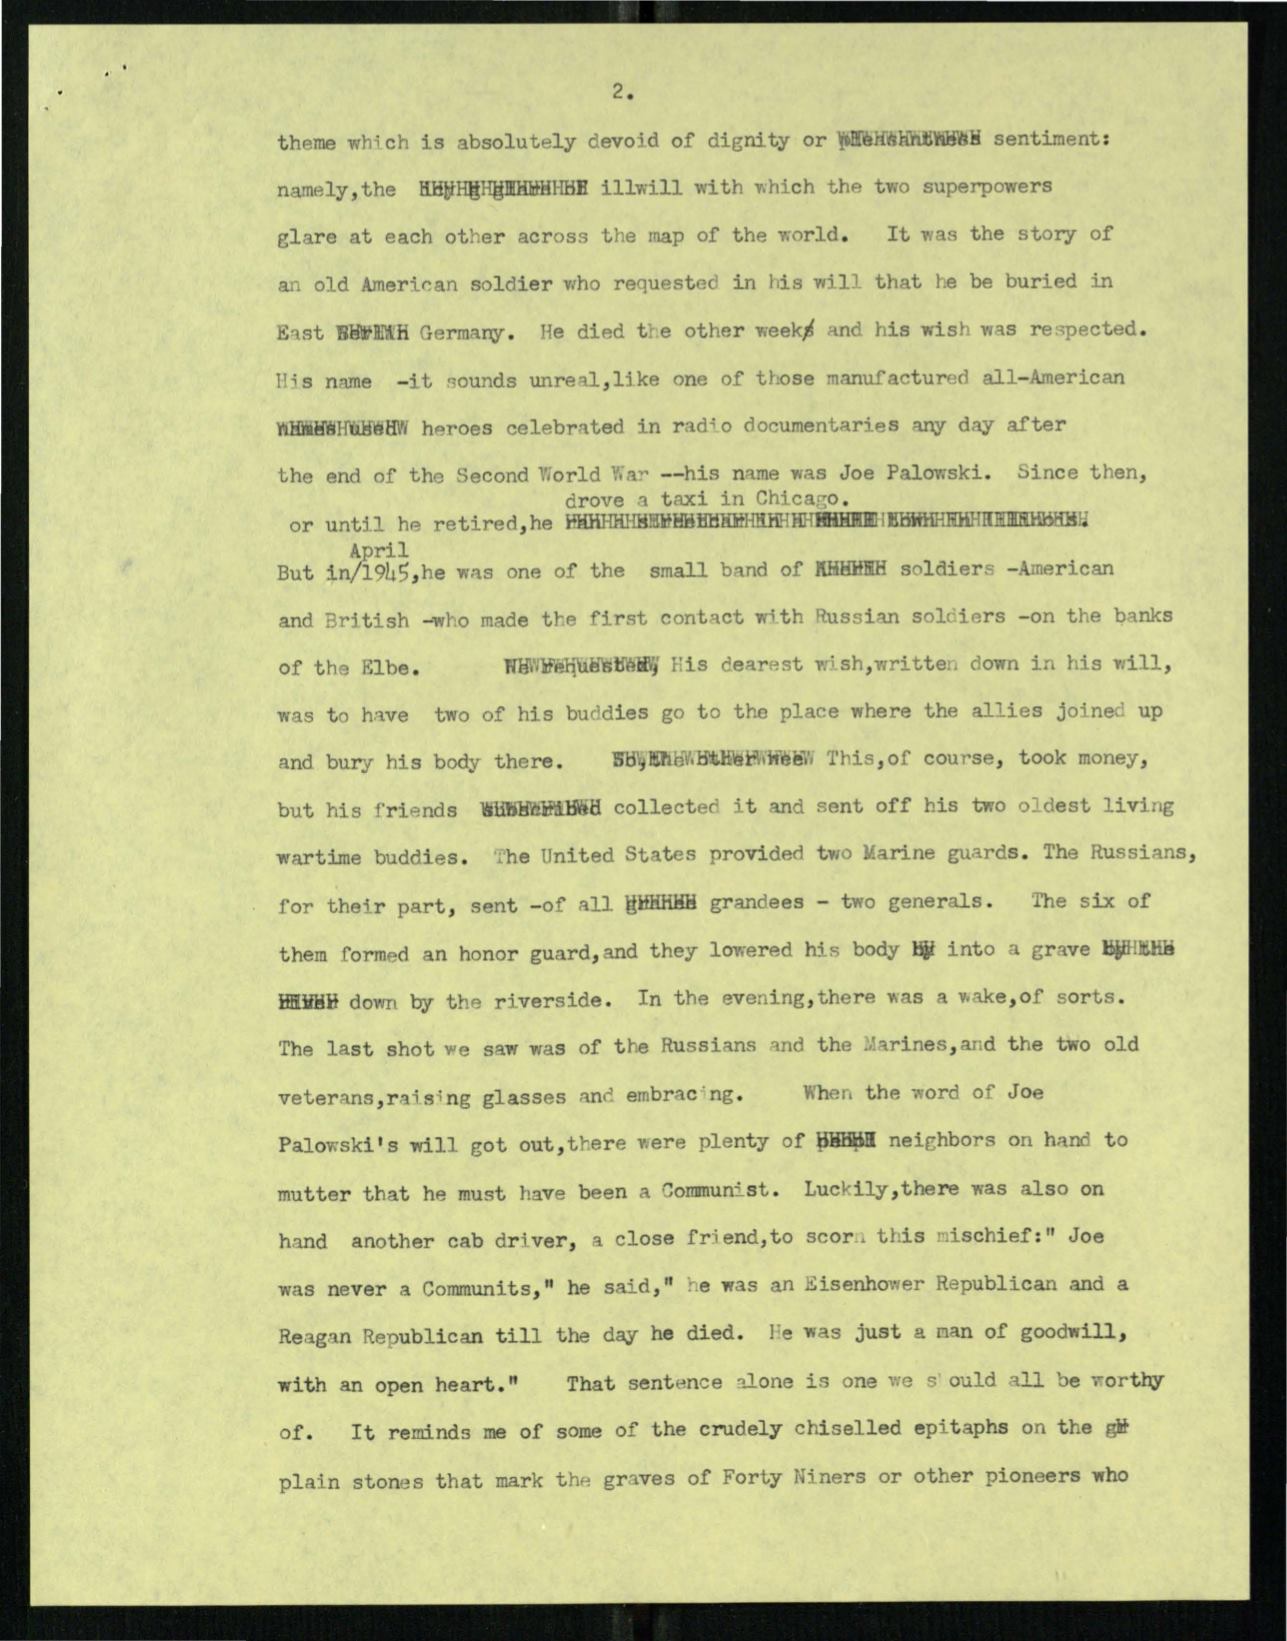 2.
theme which is absolutely devoid of dignity or sentiment:
namely,the illwill with which the two superpowers
glare at each other across the map of the world. It was the story of
an old American soldier who requested in his will that he be buried in
East Germany. He died the other week and his wish was respected.
His name -it sounds unreal,like one of those manufactured all-American
heroes celebrated in radio documentaries any day after
the end of the Second World War --his name was Joe Palowski. Since then,
drove a taxi in Chicago.
or until he retired,he
April
But in/1945,he was one of the small band of soldiers -American
and British -who made the first contact with Russian soldiers -on the banks
of the Elbe. His dearest wish,written down in his will,
was to have two of his buddies go to the place where the allies joined up
and bury his body there. This,of course, took money,
but his friends collected it and sent off his two oldest living
wartime buddies. The United States provided two Marine guards. The Russians,
for their part, sent -of all grandees - two generals. The six of
them formed an honor guard,and they lowered his body into a grave
down by the riverside. In the evening,there was a wake,of sorts.
The last shot we saw was of the Russians and the Marines,and the two old
veterans,raising glasses and embracing. When the word of Joe
Palowski's will got out,there were plenty of neighbors on hand to
mutter that he must have been a Communist. Luckily,there was also on
hand another cab driver, a close friend,to scorn this mischief:" Joe
was never a Communits," he said," he was an Eisenhower Republican and a
Reagan Republican till the day he died. He was just a man of goodwill,
with an open heart." That sentence alone is one we s ould all be worthy
of. It reminds me of some of the crudely chiselled epitaphs on the
plain stones that mark the graves of Forty Niners or other pioneers who